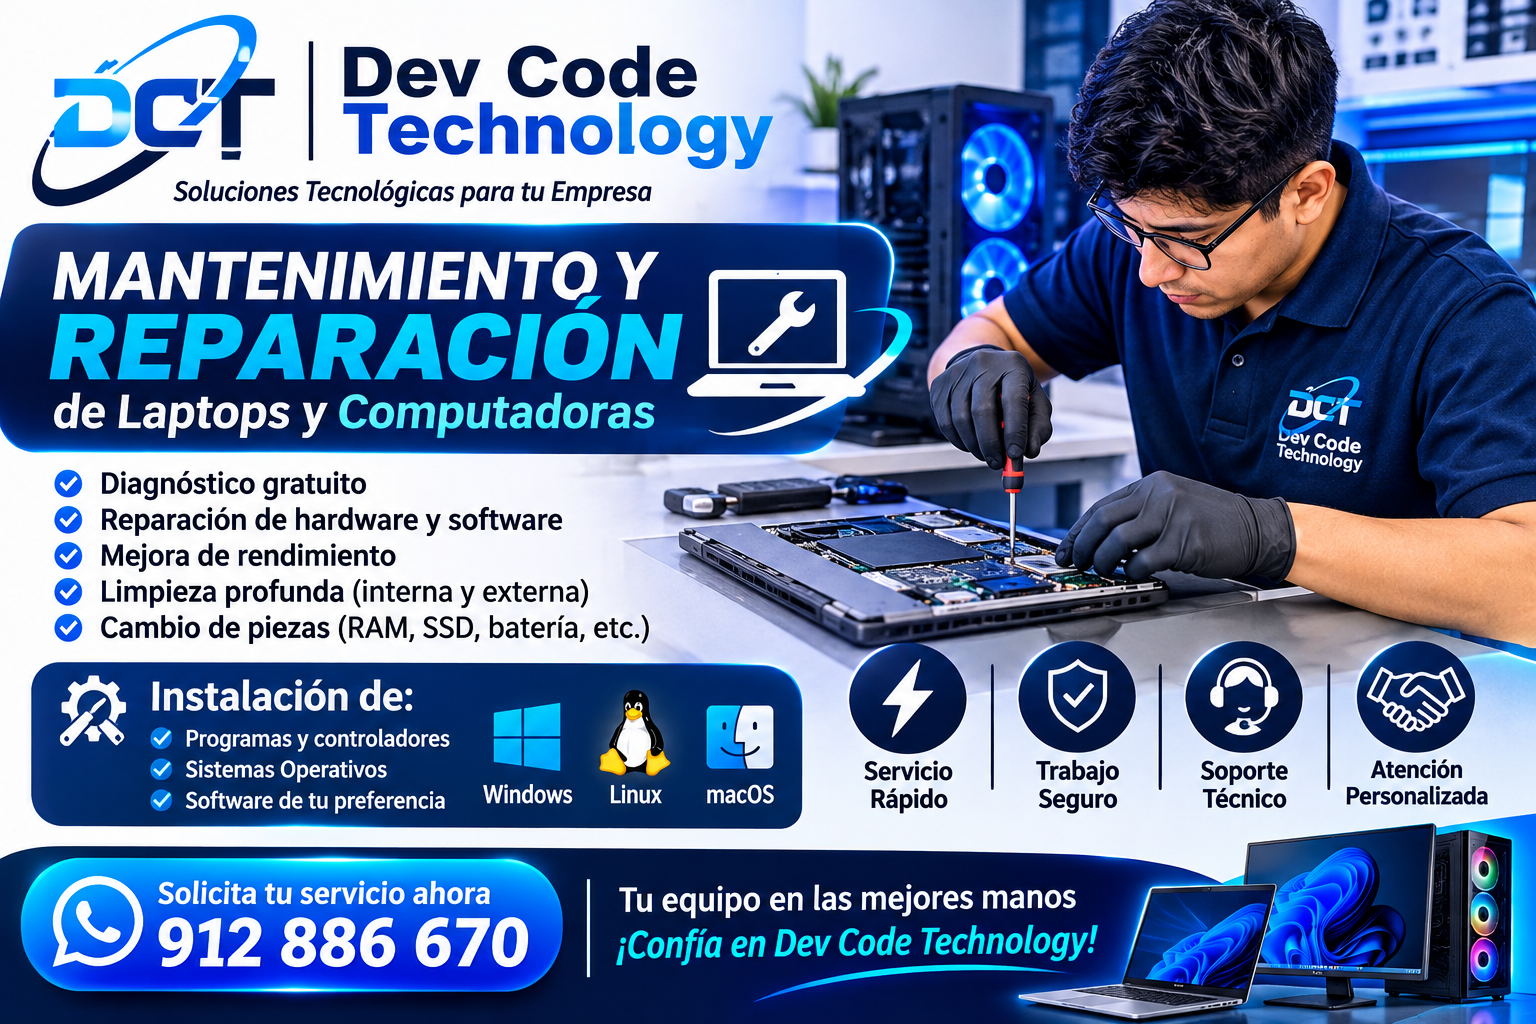 DCT
Dev Code
Technology
Soluciones Tecnológicas para tu Empresa
MANTENIMIENTO Y
REPARACIÓN
de Laptops y Computadoras
Diagnóstico gratuito
Reparación de hardware y software
Mejora de rendimiento
Limpieza profunda (interna y externa)
Cambio de piezas (RAM, SSD, batería, etc.)
DCT
Dev Code
Technology
Instalación de:
Programas y controladores
Sistemas Operativos
Software de tu preferencia
Windows
Linux
macOS
Servicio
Rápido
Trabajo
Seguro
Soporte
Técnico
Atención
Personalizada
Solicita tu servicio ahora
912 886 670
Tu equipo en las mejores manos
¡Confía en Dev Code Technology!